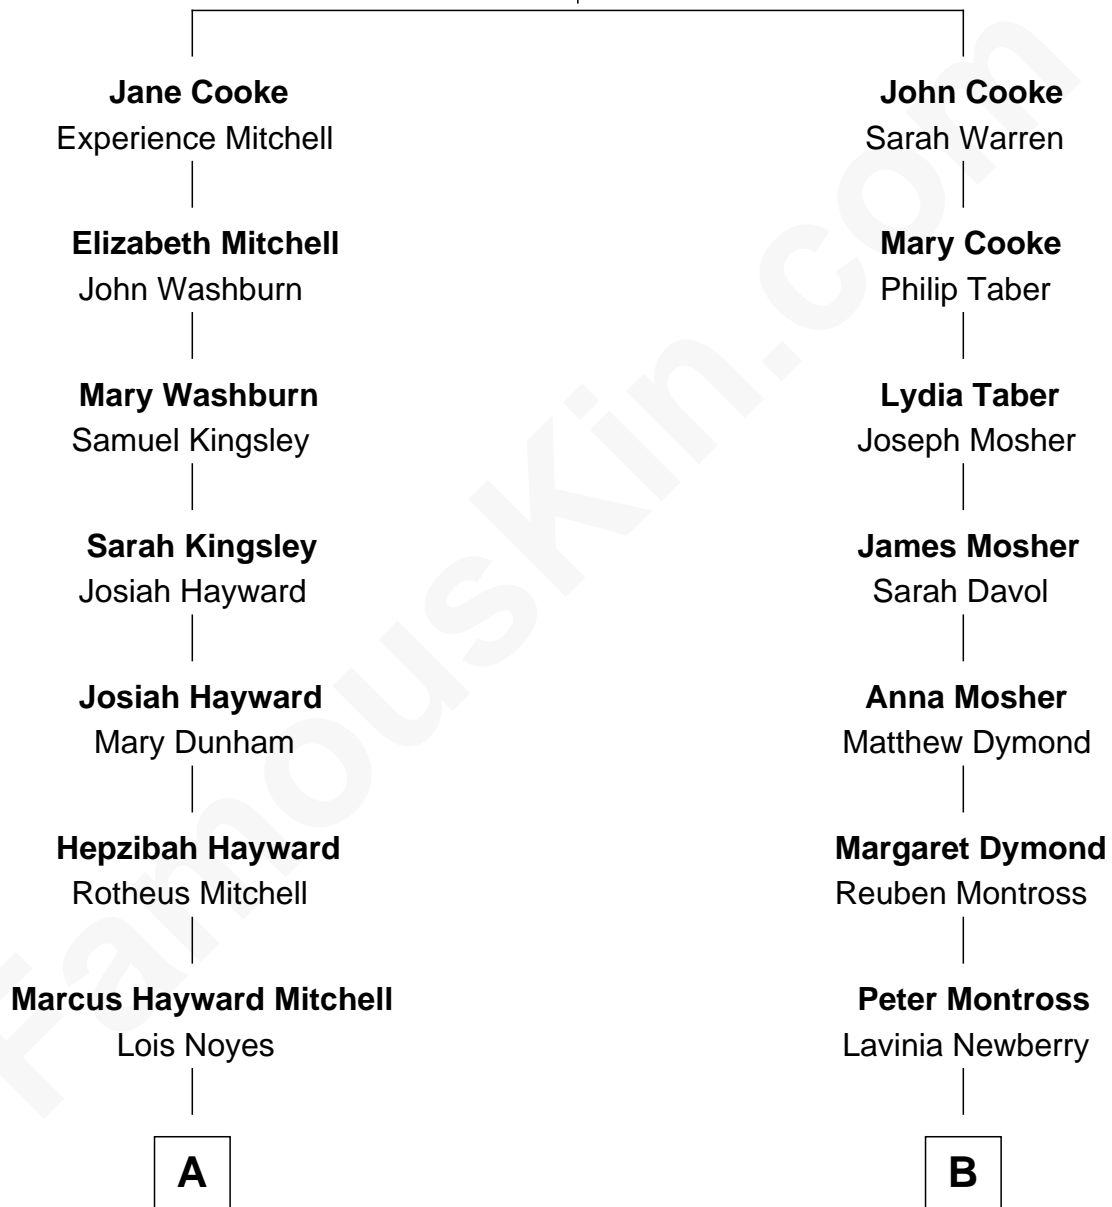 Jane Cooke
Experience Mitchell
Elizabeth Mitchell
John Washburn
Mary Washburn
Samuel Kingsley
Sarah Kingsley
Josiah Hayward
Josiah Hayward
Mary Dunham
Hepzibah Hayward
Rotheus Mitchell
Marcus Hayward Mitchell
Lois Noyes
A
John Cooke
Sarah Warren
Mary Cooke
Philip Taber
Lydia Taber
Joseph Mosher
James Mosher
Sarah Davol
Anna Mosher
Matthew Dymond
Margaret Dymond
Reuben Montross
Peter Montross
Lavinia Newberry
B
FamousKin.com